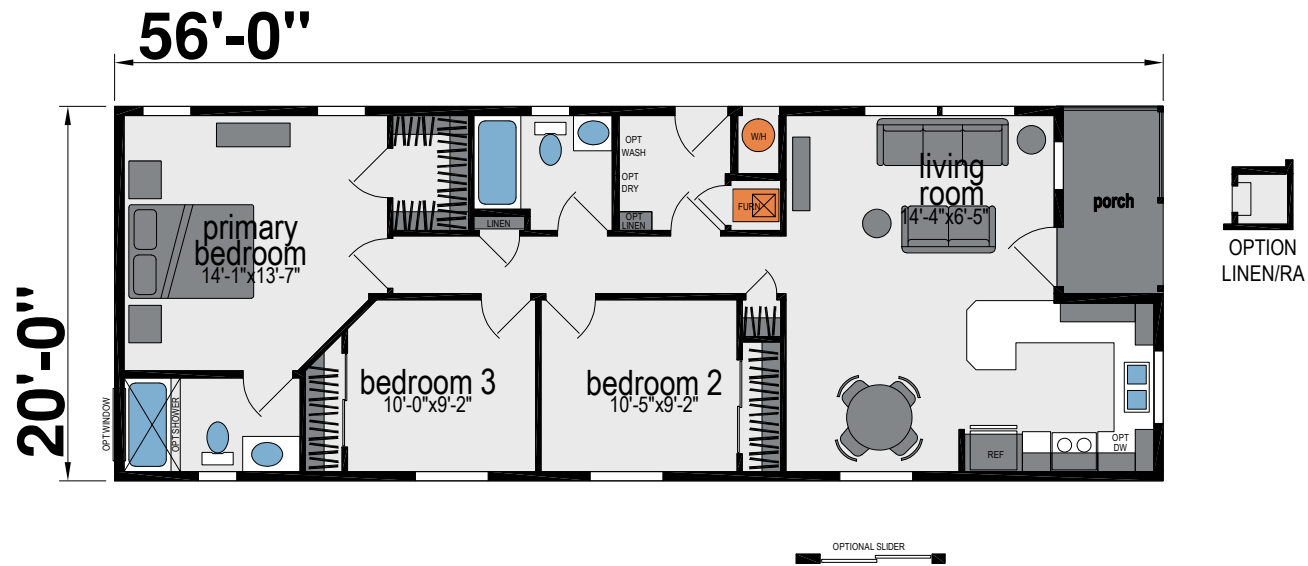 56'-0"
20'-0"
primary
bedroom
14'-1"x13'-7"
OPT
WASH
OPT
DRY
OPT
LINEN
LINEN
W/H
FURN
living
room
14'-4"x6'-5"
porch
OPTION
LINEN/RA
bedroom 3
10'-0"x9'-2"
bedroom 2
10'-5"x9'-2"
OPT WINDOW
OPT SHOWER
REF
OPT
DW
OPTIONAL SLIDER